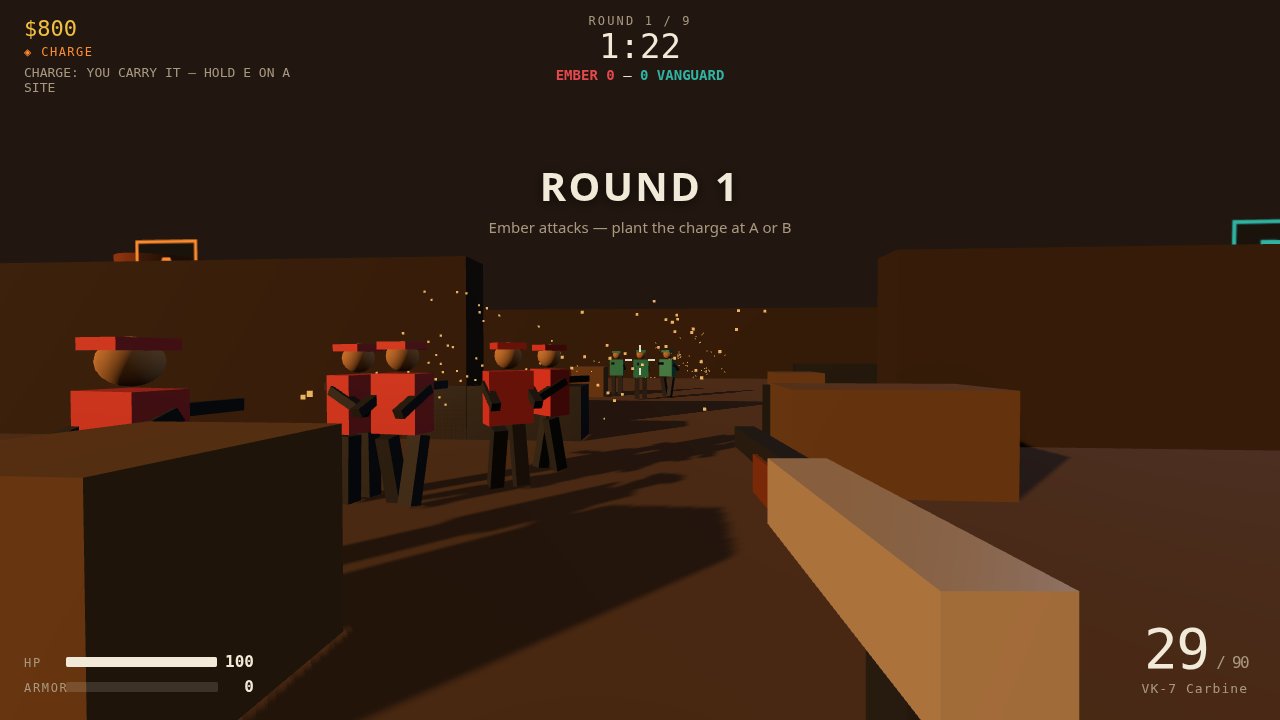 $800
◈ CHARGE
CHARGE: YOU CARRY IT — HOLD E ON A
SITE
ROUND 1 / 9
1:22
EMBER 0 — 0 VANGUARD
ROUND 1
Ember attacks — plant the charge at A or B
HP 100
ARMOR 0
29 / 90
VK-7 Carbine